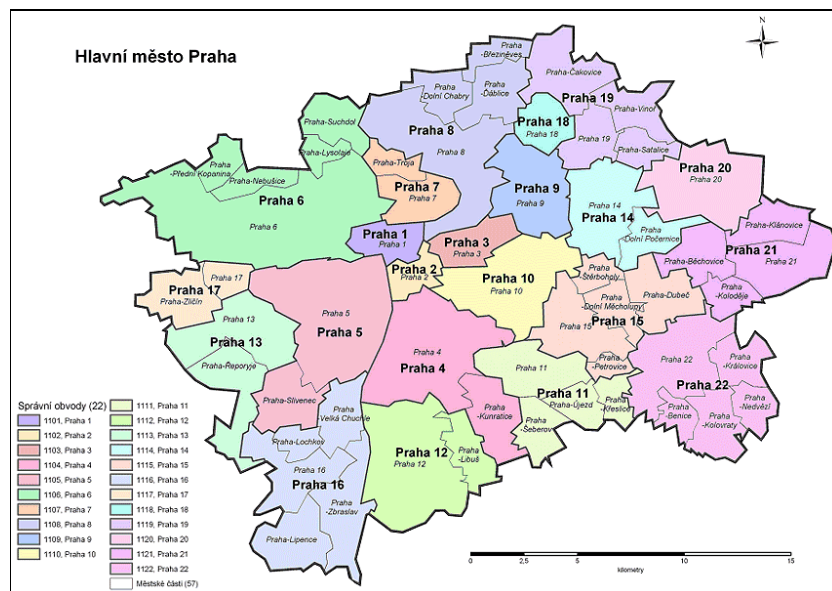 Hlavní město Praha
N
Praha
-Březiněves
Praha
-Dolní Chabry
Praha
-Ďáblice
Praha-Čakovice
Praha 19
Praha-Vinoř
Praha 18
Praha 18
Praha 19
Praha-Satalice
Praha-Suchdol
Praha-Lysolaje
Praha 8
Praha 8
Praha-Troja
Praha 7
Praha 7
Praha
-Přední Kopanina
Praha-Nebušice
Praha 6
Praha 6
Praha 9
Praha 9
Praha 20
Praha 20
Praha 14
Praha 14
Praha
Dolní Počernice
Praha-Klánovice
Praha 21
Praha 21
Praha-Běchovice
Praha
-Koloděje
Praha 1
Praha 1
Praha 2
Praha 2
Praha 3
Praha 3
Praha 10
Praha 10
Praha
-Štěrboholy
Praha
-Dolní Měcholupy
Praha-Dubeč
Praha 15
Praha 15
Praha
-Petrovice
Praha 17
Praha 17
Praha-Zličín
Praha 13
Praha 13
Praha-Řeporyje
Praha 5
Praha 5
Praha-Slivenec
Praha 4
Praha 4
Praha-Kunratice
Praha 11
Praha 11
Praha-Újezd
Praha
-Křeslice
Praha
-Šeberov
Praha 22
Praha 22
Praha
-Královice
Praha
-Nedvězí
Praha
-Benice
Praha
-Kolovraty
Praha
Velká Chuchle
Praha-Lochkov
Praha 16
Praha 16
Praha
-Zbraslav
Praha-Lipence
Praha 12
Praha 12
Praha
-Libuš
Správní obvody (22)
1101, Praha 1
1102, Praha 2
1103, Praha 3
1104, Praha 4
1105, Praha 5
1106, Praha 6
1107, Praha 7
1108, Praha 8
1109, Praha 9
1110, Praha 10
1111, Praha 11
1112, Praha 12
1113, Praha 13
1114, Praha 14
1115, Praha 15
1116, Praha 16
1117, Praha 17
1118, Praha 18
1119, Praha 19
1120, Praha 20
1121, Praha 21
1122, Praha 22
Městské části (57)
0 2,5 5 10 15
kilometry